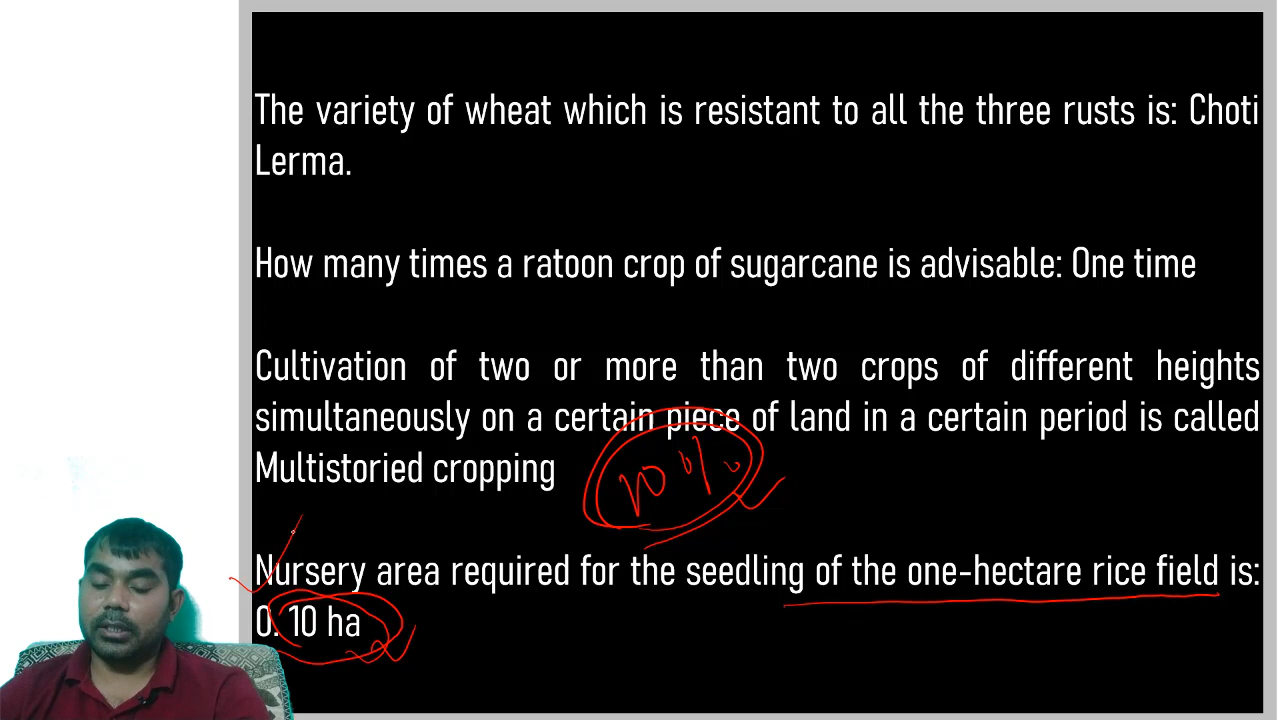 The variety of wheat which is resistant to all the three rusts is: Choti
Lerma.
How many times a ratoon crop of sugarcane is advisable: One time
Cultivation of two or more than two crops of different heights
simultaneously on a certain piece of land in a certain period is called
Multistoried cropping
10%
Nursery area required for the seedling of the one-hectare rice field is:
0. 10 ha